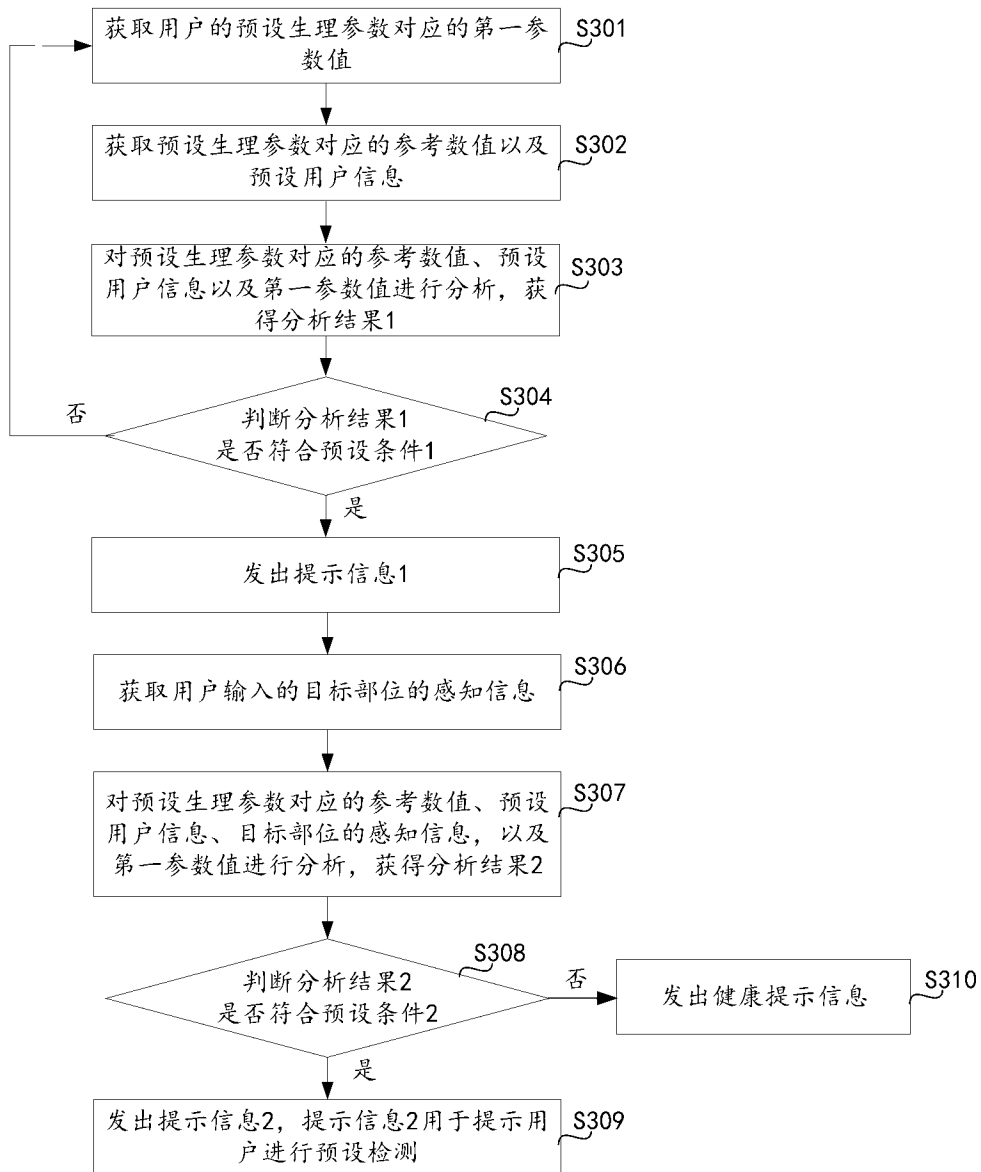 获取用户的预设生理参数对应的第一参
数值
S301
获取预设生理参数对应的参考数值以及
预设用户信息
S302
对预设生理参数对应的参考数值、预设
用户信息以及第一参数值进行分析，获
得分析结果1
S303
判断分析结果1
是否符合预设条件1
S304
否
是
发出提示信息1
S305
获取用户输入的目标部位的感知信息
S306
对预设生理参数对应的参考数值、预设
用户信息、目标部位的感知信息，以及
第一参数值进行分析，获得分析结果2
S307
判断分析结果2
是否符合预设条件2
S308
否
发出健康提示信息
S310
是
发出提示信息2，提示信息2用于提示用
户进行预设检测
S309